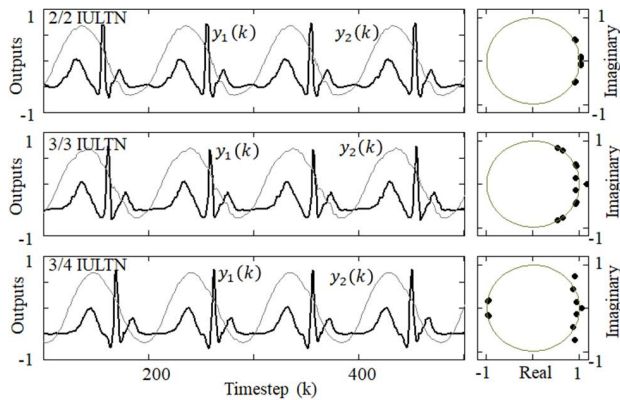 1
2/2 IULTN
y₁(k)
y₂(k)
Outputs
-1
1
-1
Imaginary
1
3/3 IULTN
y₁(k)
y₂(k)
Outputs
-1
1
-1
Imaginary
1
3/4 IULTN
y₁(k)
y₂(k)
Outputs
-1
1
-1
Imaginary
200
400
Timestep (k)
-1 Real 1